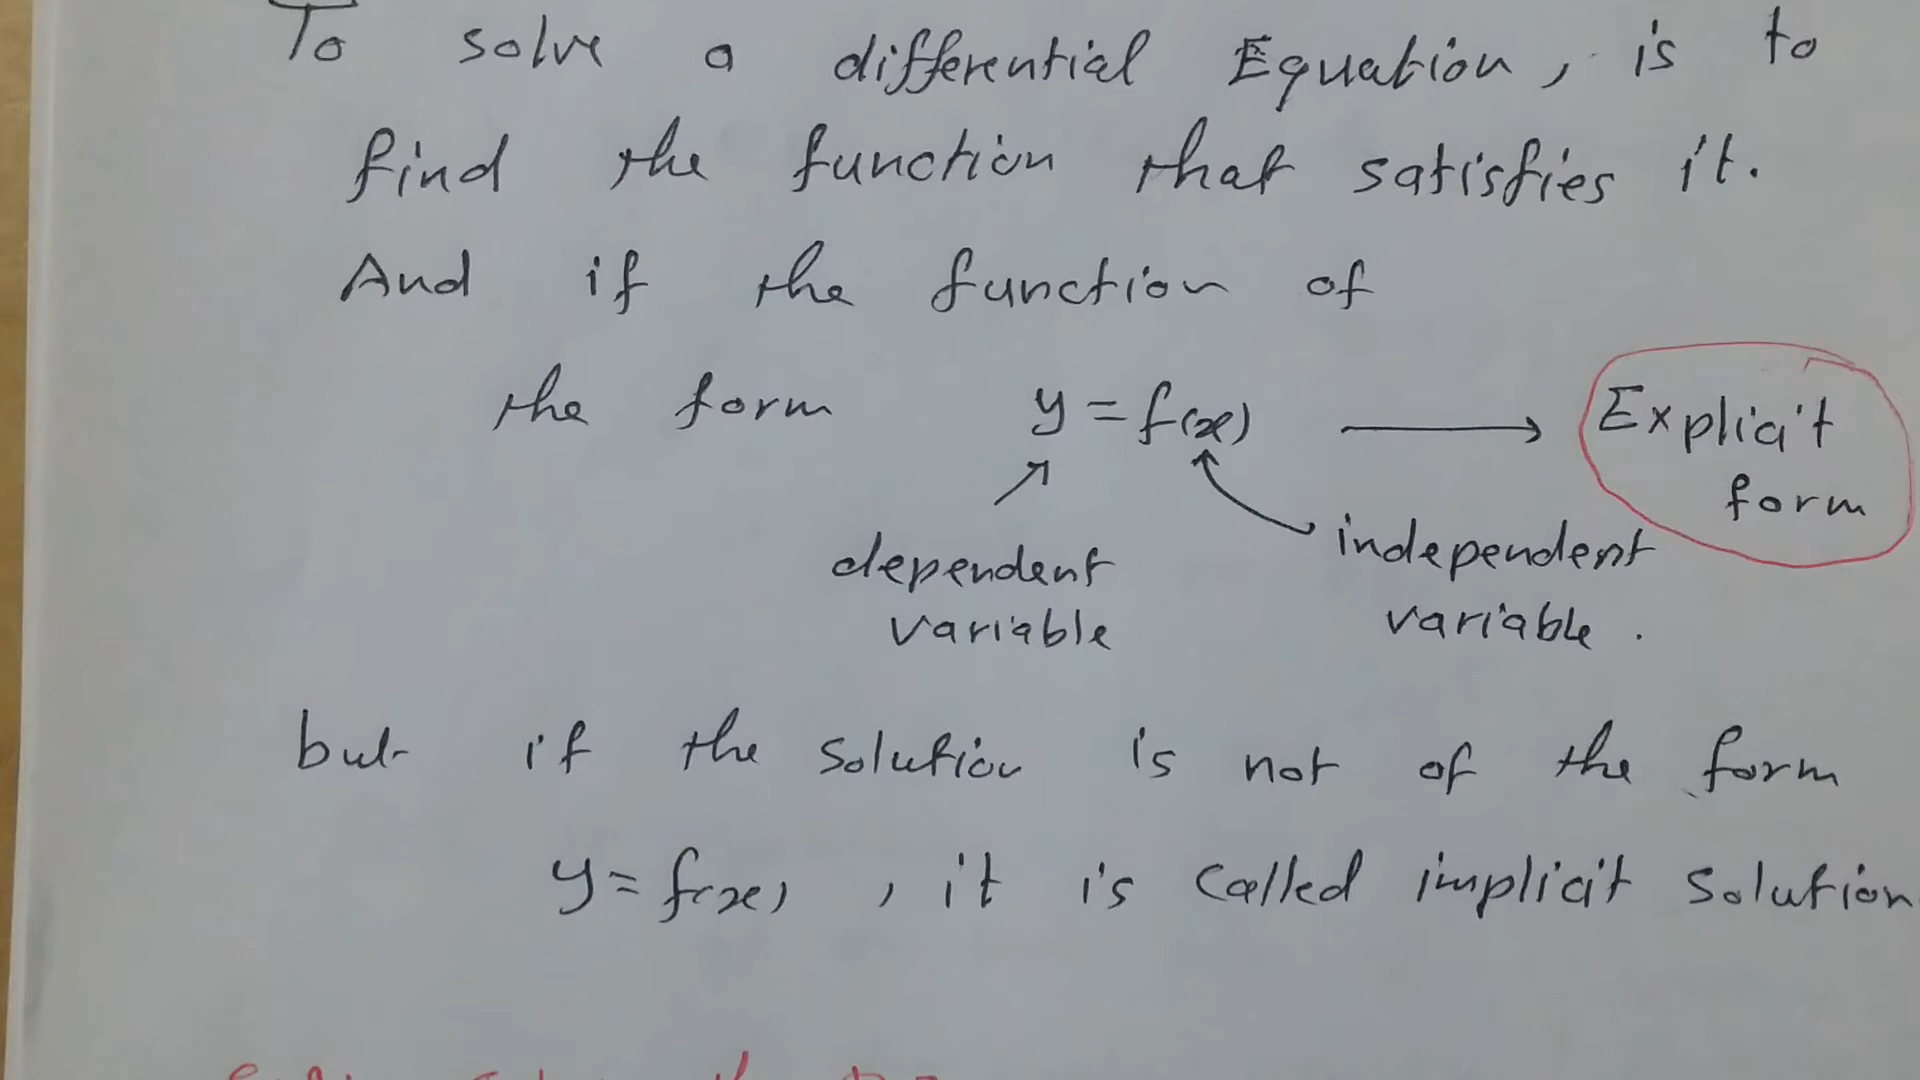 To solve a differential Equation, is to
find the function that satisfies it.
And if the function of
the form y = f(x) → Explicit
form
dependent independent
variable variable.
but if the solution is not of the form
y = f(x), it is called implicit solution